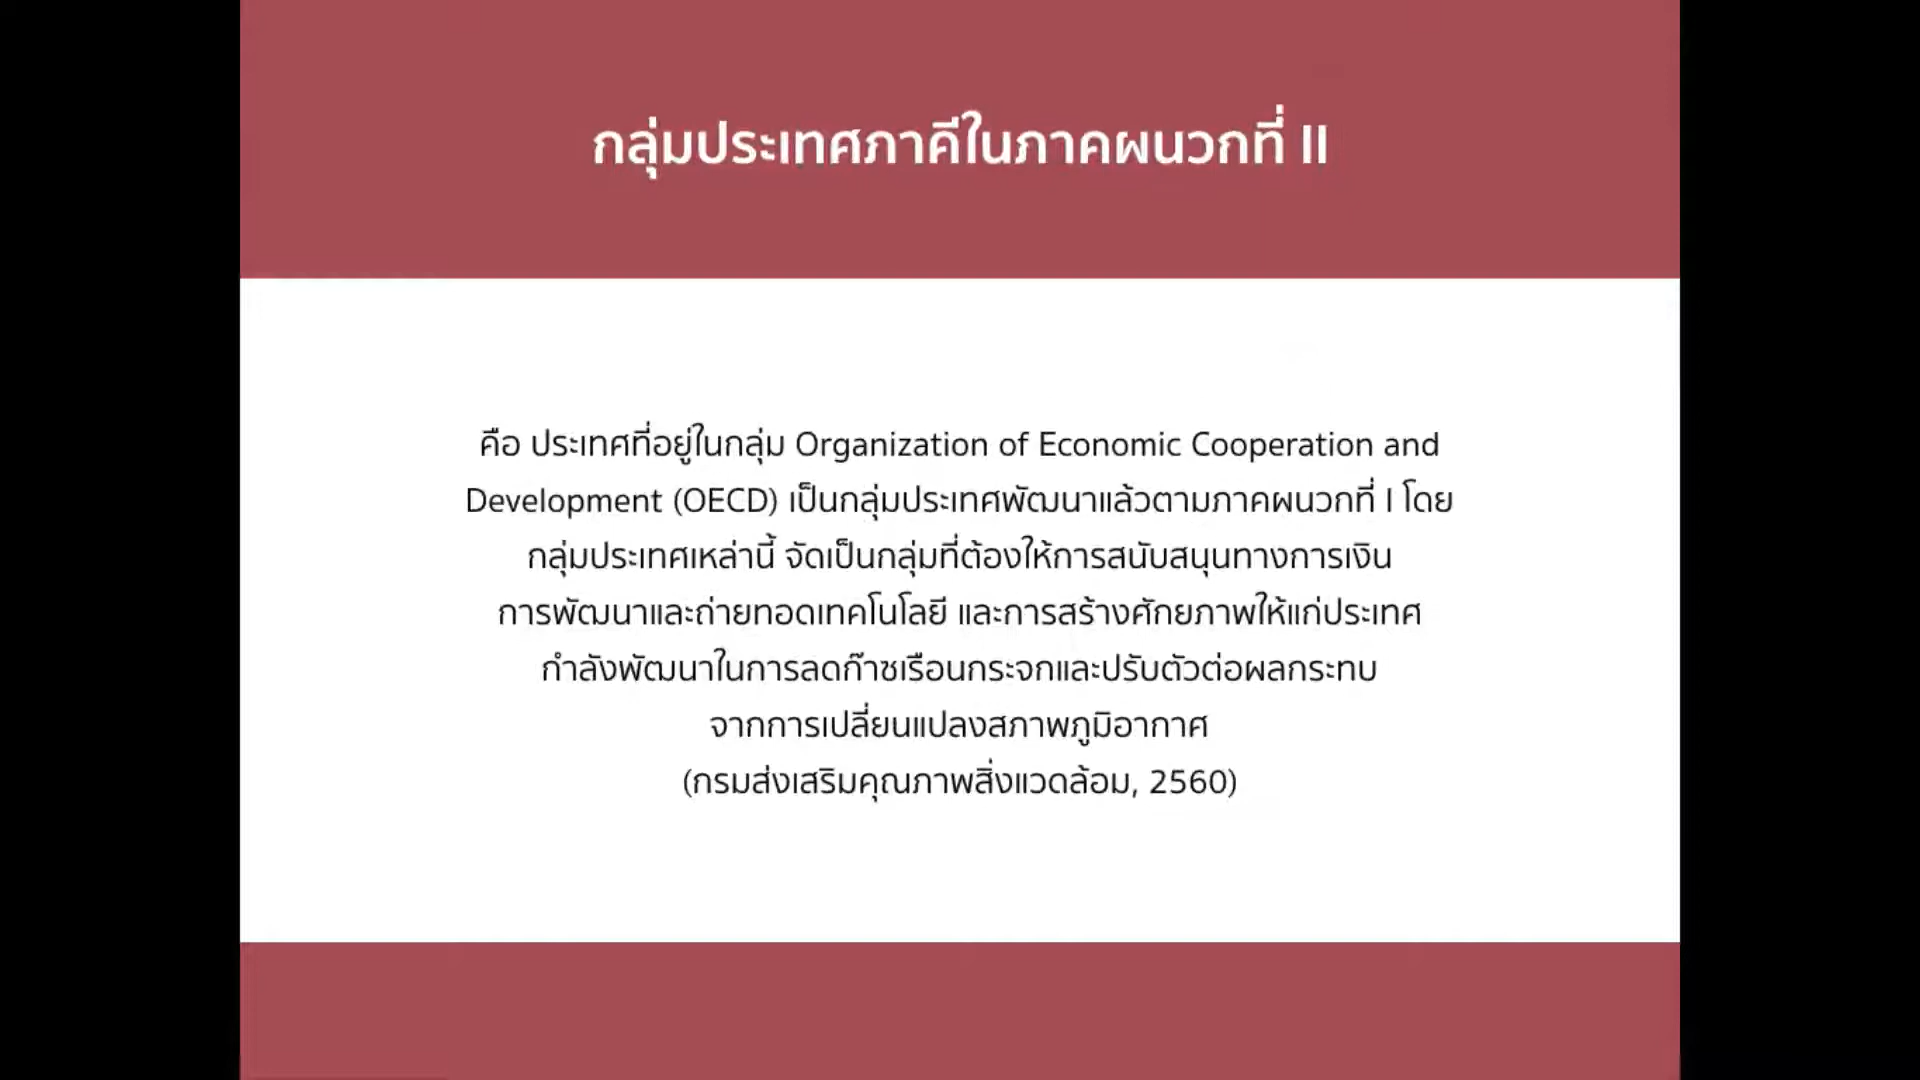 กลุ่มประเทศภาคีในภาคผนวกที่ II
คือ ประเทศที่อยู่ในกลุ่ม Organization of Economic Cooperation and
Development (OECD) เป็นกลุ่มประเทศพัฒนาแล้วตามภาคผนวกที่ I โดย
กลุ่มประเทศเหล่านี้ จัดเป็นกลุ่มที่ต้องให้การสนับสนุนทางการเงิน
การพัฒนาและถ่ายทอดเทคโนโลยี และการสร้างศักยภาพให้แก่ประเทศ
กำลังพัฒนาในการลดก๊าซเรือนกระจกและปรับตัวต่อผลกระทบ
จากการเปลี่ยนแปลงสภาพภูมิอากาศ
(กรมส่งเสริมคุณภาพสิ่งแวดล้อม, 2560)